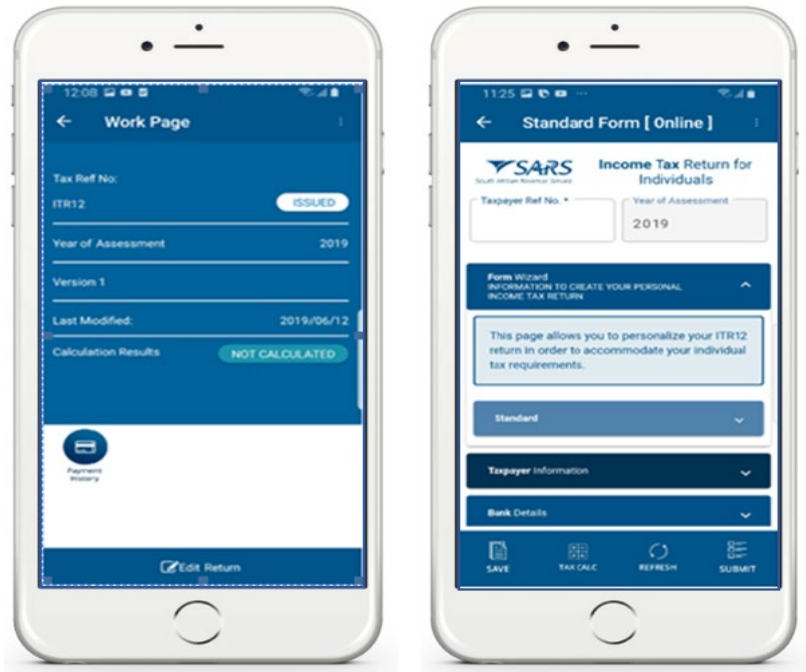 12:08
Work Page
Tax Ref No:
ITR12
ISSUED
Year of Assessment
2019
Version 1
Last Modified:
2019/06/12
Calculation Results
NOT CALCULATED
Payment
History
Edit Return
11:25
Standard Form [ Online ]
SARS
South African Revenue Service
Income Tax Return for
Individuals
Taxpayer Ref No. *
Year of Assessment
2019
Form Wizard
INFORMATION TO CREATE YOUR PERSONAL
INCOME TAX RETURN
This page allows you to personalize your ITR12
return in order to accommodate your individual
tax requirements.
Standard
Taxpayer Information
Bank Details
SAVE
TAX CALC
REFRESH
SUBMIT